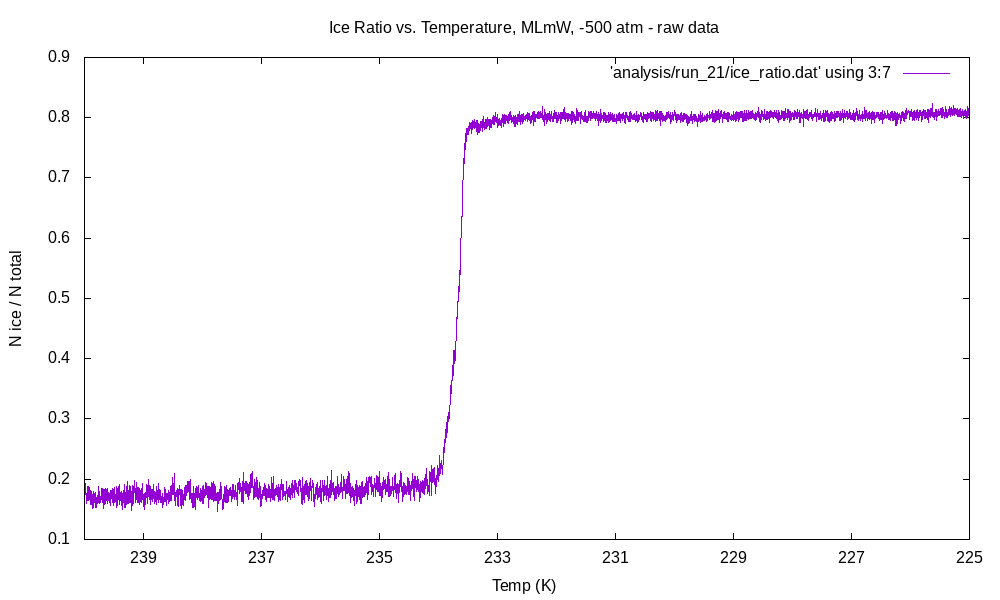 Ice Ratio vs. Temperature, MLmW, -500 atm - raw data
'analysis/run_21/ice_ratio.dat' using 3:7
0.9
0.8
0.7
0.6
0.5
0.4
0.3
0.2
0.1
N ice / N total
239 237 235 233 231 229 227 225
Temp (K)